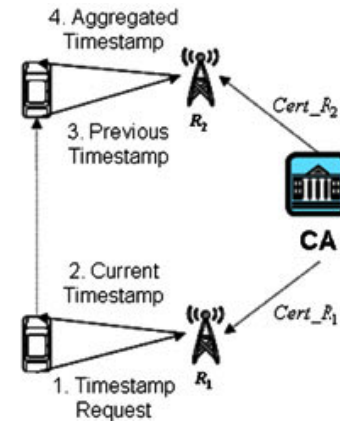 4. Aggregated
Timestamp
R₂
Cert_R₂
3. Previous
Timestamp
CA
2. Current
Timestamp
Cert_R₁
R₁
1. Timestamp
Request